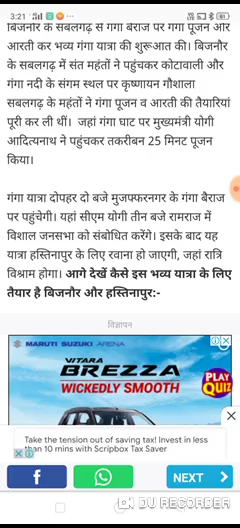 3:21
बिजनौर के सबलगढ़ से गंगा बैराज पर गंगा पूजन और
आरती कर भव्य गंगा यात्रा की शुरूआत की। बिजनौर
के सबलगढ़ में संत महंतों ने पहुंचकर कोटावाली और
गंगा नदी के संगम स्थल पर कृष्णायन गौशाला
सबलगढ़ के महंतों ने गंगा पूजन व आरती की तैयारियां
पूरी कर ली थीं। जहां गंगा घाट पर मुख्यमंत्री योगी
आदित्यनाथ ने पहुंचकर तकरीबन 25 मिनट पूजन
किया।
गंगा यात्रा दोपहर दो बजे मुजफ्फरनगर के गंगा बैराज
पर पहुंचेगी। यहां सीएम योगी तीन बजे रामराज में
विशाल जनसभा को संबोधित करेंगे। इसके बाद यह
यात्रा हस्तिनापुर के लिए रवाना हो जाएगी, जहां रात्रि
विश्राम होगा। आगे देखें कैसे इस भव्य यात्रा के लिए
तैयार है बिजनौर और हस्तिनापुर:-
विज्ञापन
MARUTI SUZUKI ARENA
VITARA
BREZZA
WICKEDLY SMOOTH
PLAY
QUIZ
Take the tension out of saving tax! Invest in less
than 10 mins with Scripbox Tax Saver
NEXT
DU RECORDER